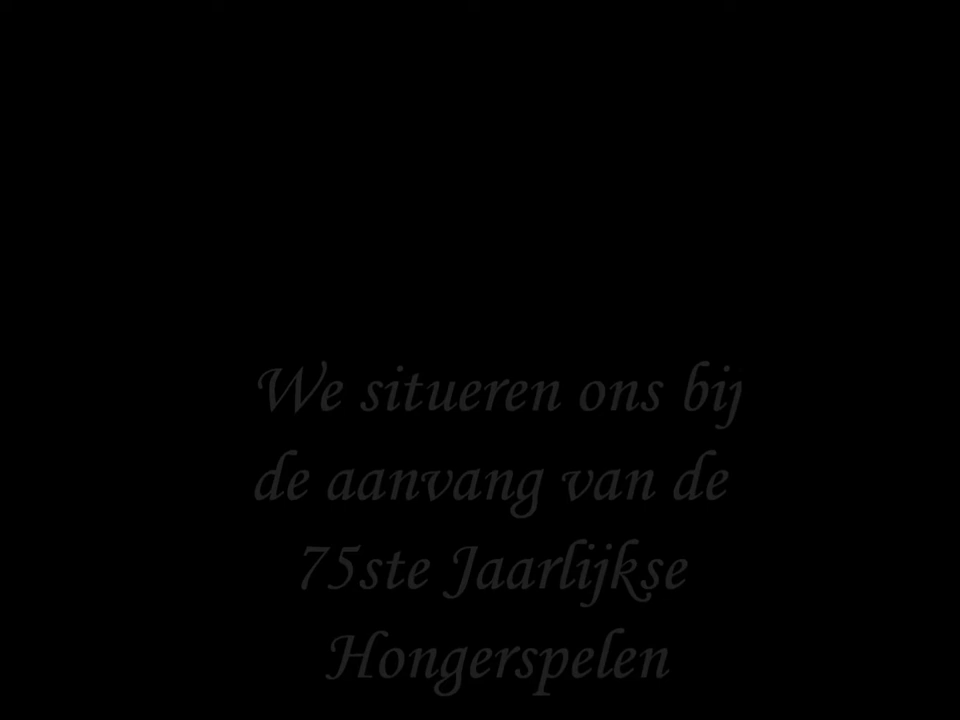 We situeren ons bij
de aanvang van de
75ste Jaarlijkse
Hongerspelen